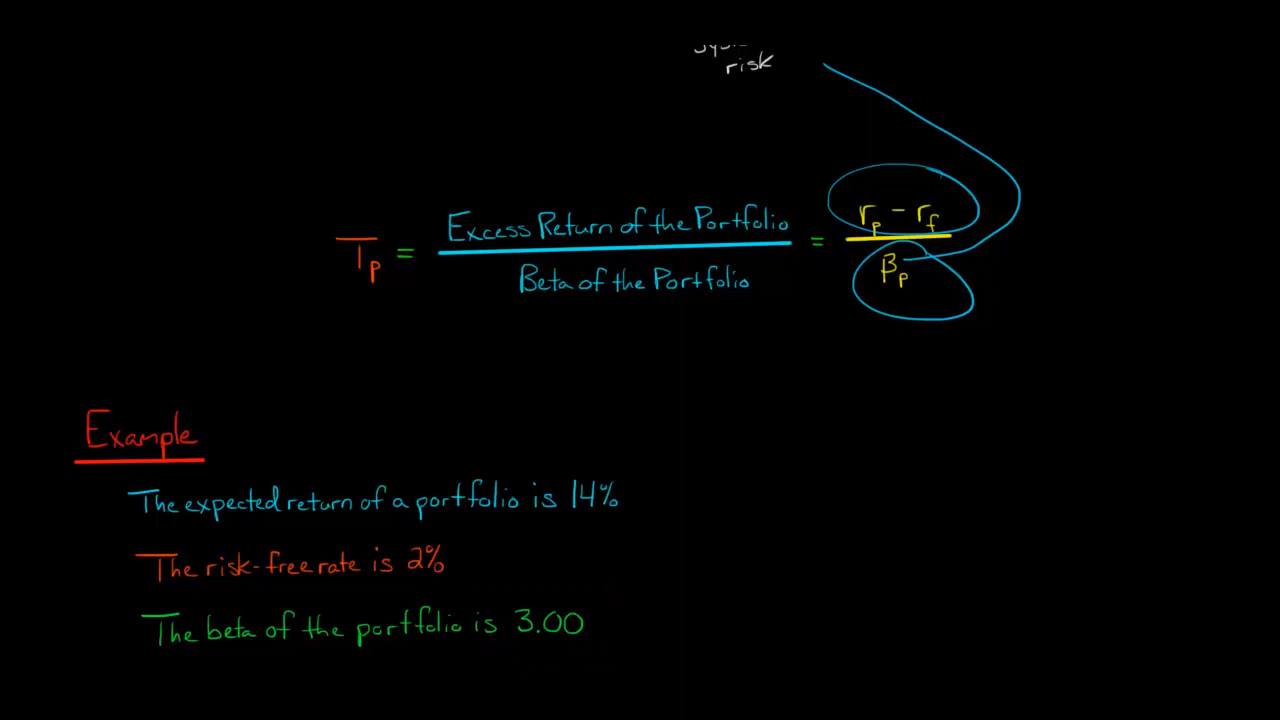 risk
Excess Return of the Portfolio
Tp = ———— = rp - rf / βp
Beta of the Portfolio
Example
The expected return of a portfolio is 14%
The risk-free rate is 2%
The beta of the portfolio is 3.00